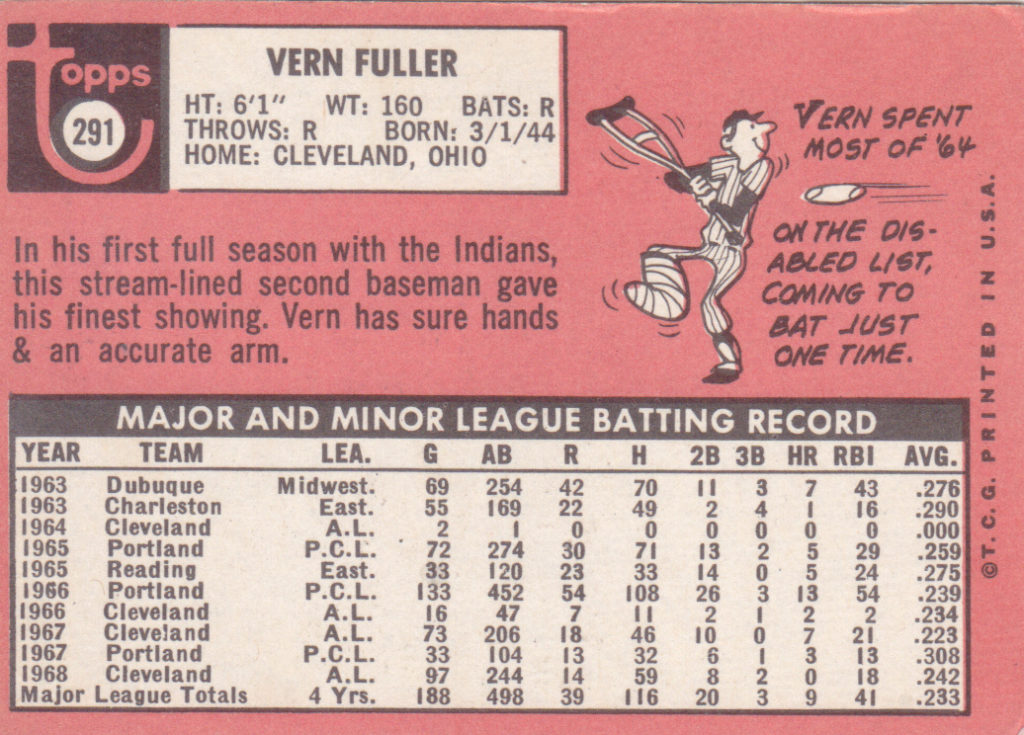 topps
291
VERN FULLER
HT: 6'1" WT: 160 BATS: R
THROWS: R BORN: 3/1/44
HOME: CLEVELAND, OHIO
In his first full season with the Indians,
this stream-lined second baseman gave
his finest showing. Vern has sure hands
& an accurate arm.
VERN SPENT
MOST OF '64
ON THE DIS-
ABLED LIST,
COMING TO
BAT JUST
ONE TIME.
MAJOR AND MINOR LEAGUE BATTING RECORD
YEAR TEAM LEA. G AB R H 2B 3B HR RBI AVG.
1963 Dubuque Midwest. 69 254 42 70 11 3 7 43 .276
1963 Charleston East. 55 169 22 49 2 4 1 16 .290
1964 Cleveland A.L. 2 1 0 0 0 0 0 0 .000
1965 Portland P.C.L. 72 274 30 71 13 2 5 29 .259
1965 Reading East. 33 120 23 33 14 0 5 24 .275
1966 Portland P.C.L. 133 452 54 108 26 3 13 54 .239
1966 Cleveland A.L. 16 47 7 11 2 1 2 2 .234
1967 Cleveland A.L. 73 206 18 46 10 0 7 21 .223
1967 Portland P.C.L. 33 104 13 32 6 1 3 13 .308
1968 Cleveland A.L. 97 244 14 59 8 2 0 18 .242
Major League Totals 4 Yrs. 188 498 39 116 20 3 9 41 .233
©T.C.G. PRINTED IN U.S.A.